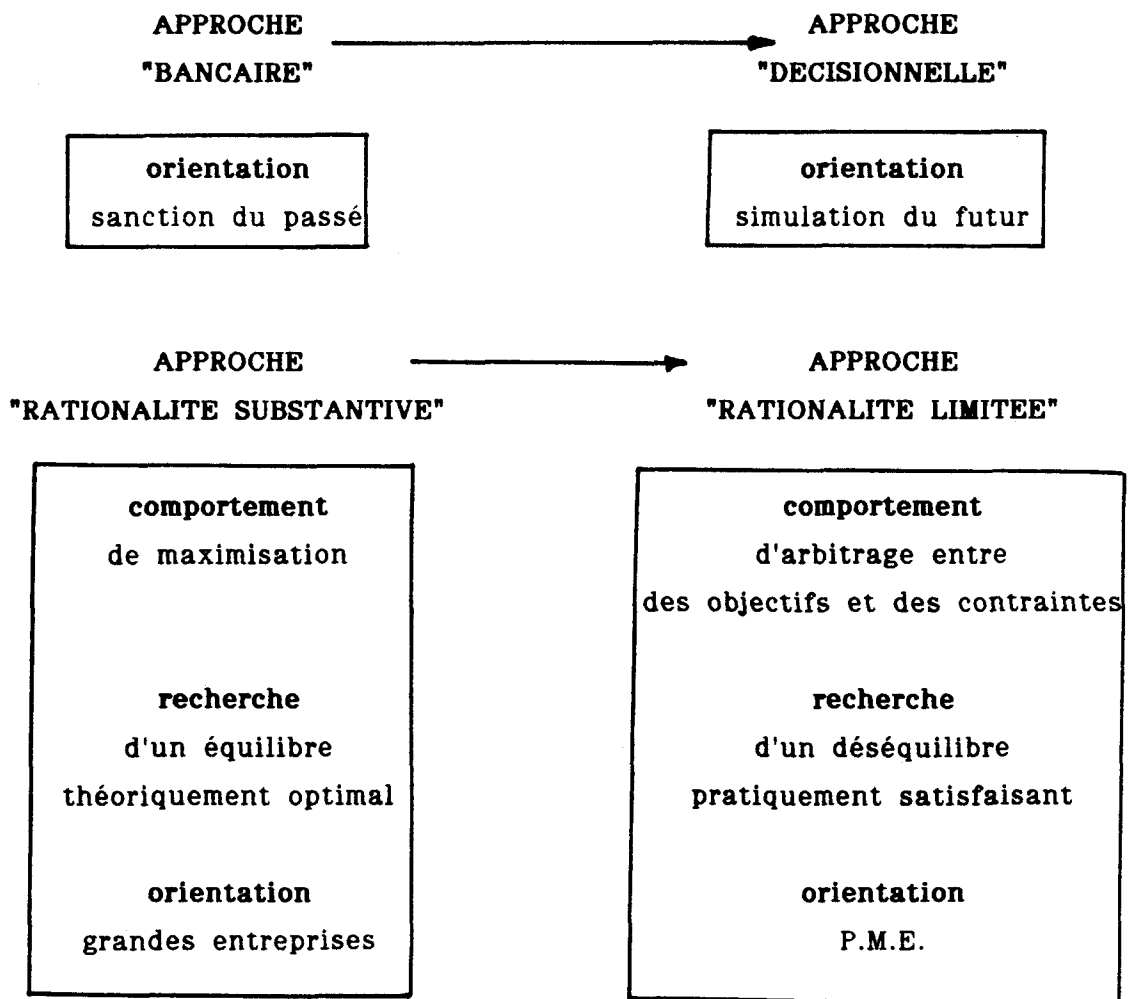 APPROCHE
"BANCAIRE"
APPROCHE
"DECISIONNELLE"
orientation
sanction du passé
orientation
simulation du futur
APPROCHE
"RATIONALITE SUBSTANTIVE"
APPROCHE
"RATIONALITE LIMITEE"
comportement
de maximisation
recherche
d'un équilibre
théoriquement optimal
orientation
grandes entreprises
comportement
d'arbitrage entre
des objectifs et des contraintes
recherche
d'un déséquilibre
pratiquement satisfaisant
orientation
P.M.E.